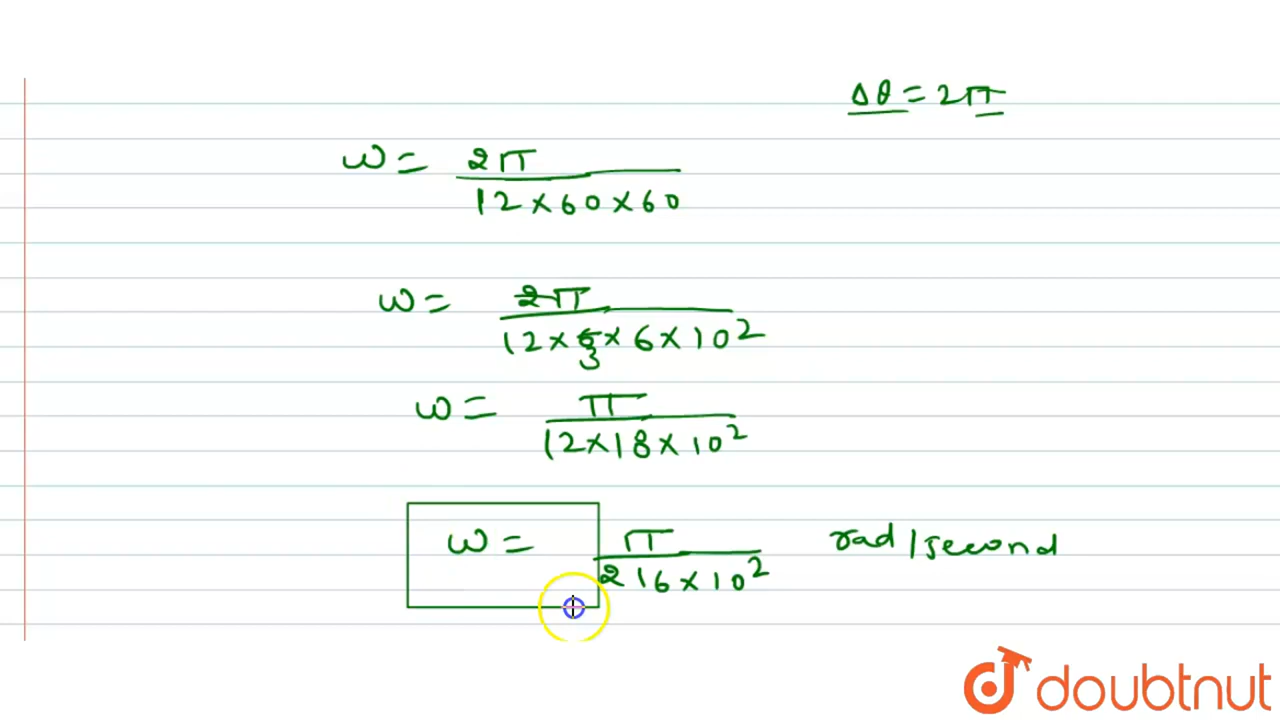 Δθ = 2π
ω = 2π / 12 × 60 × 60
ω = 2π / 12 × 6 3 × 6 × 10²
ω = π / 12 × 18 × 10²
ω = π / 216 × 10² rad/second
doubtnut